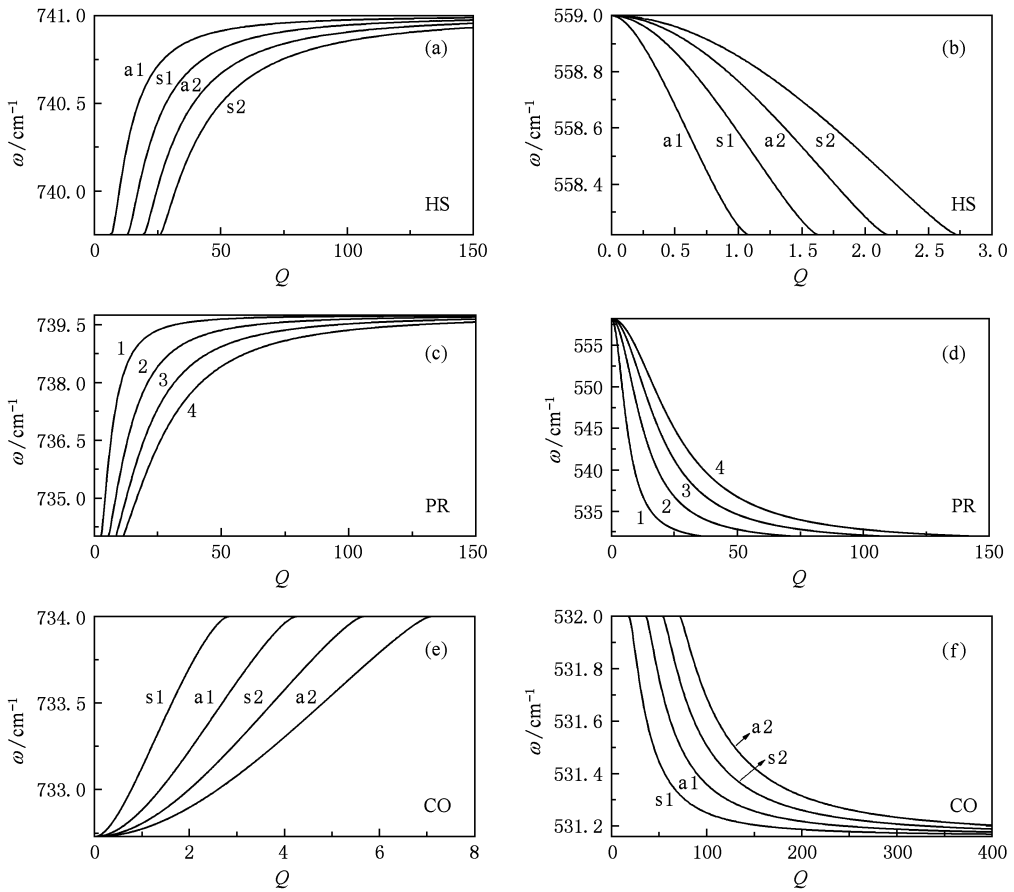 741.0
740.5
740.0
ω/cm⁻¹
(a)
a1
s1
a2
s2
HS
0
50
100
150
Q
559.0
558.8
558.6
558.4
ω/cm⁻¹
(b)
a1
s1
a2
s2
HS
0.0
0.5
1.0
1.5
2.0
2.5
3.0
Q
739.5
738.0
736.5
735.0
ω/cm⁻¹
(c)
1
2
3
4
PR
0
50
100
150
Q
555
550
545
540
535
ω/cm⁻¹
(d)
1
2
3
4
PR
0
50
100
150
Q
734.0
733.5
733.0
ω/cm⁻¹
(e)
s1
a1
s2
a2
CO
0
2
4
6
8
Q
532.0
531.8
531.6
531.4
531.2
ω/cm⁻¹
(f)
a2
s2
a1
s1
CO
0
100
200
300
400
Q